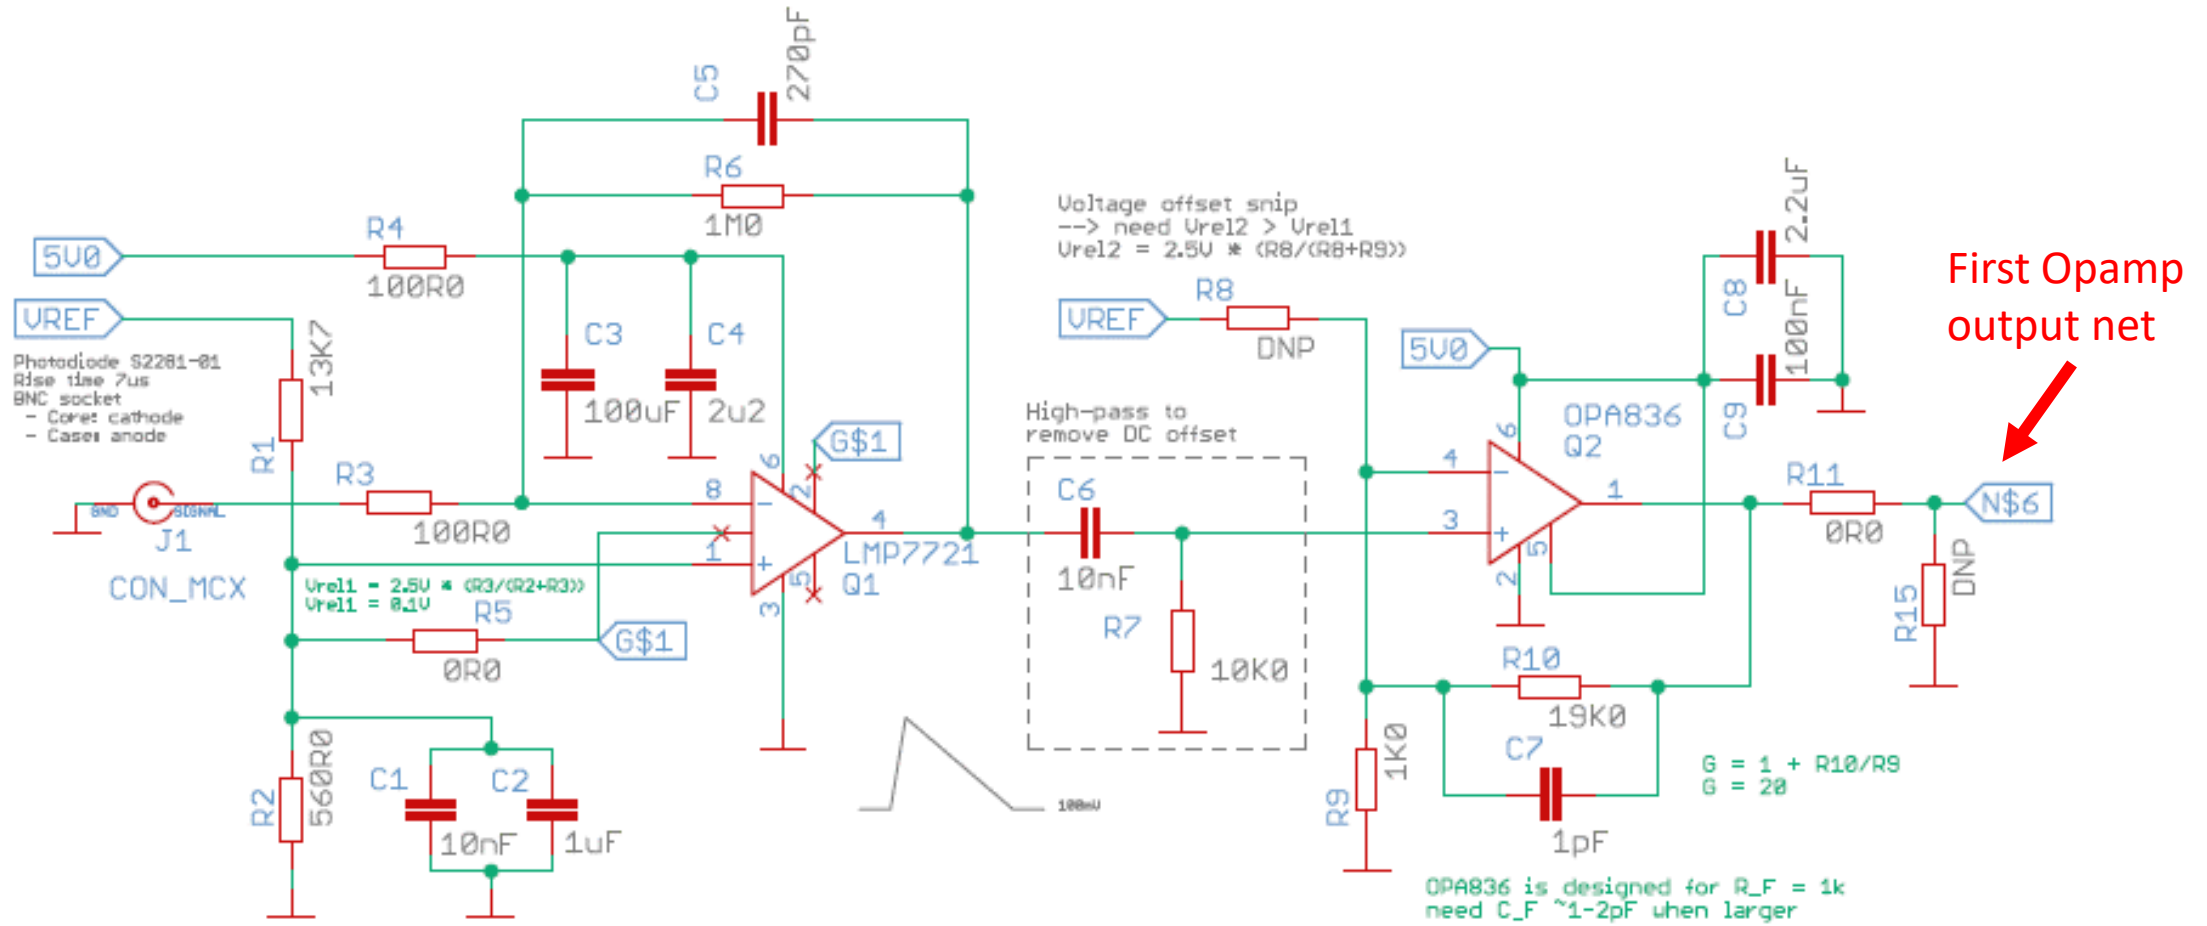 C5
270pF
R6
1M0
R4
100R0
5V0
VREF
Photodiode S2281-01
Rise time 7us
BNC socket
- Core: cathode
- Case: anode
13K7
R1
C3
100uF
C4
2u2
R3
100R0
GND
SIGNAL
J1
CON_MCX
Vrel1 = 2.5V * (R3/(R2+R3))
Vrel1 = 0.1V
R5
0R0
G$1
G$1
6
2
8
-
1
+
5
3
4
LMP7721
Q1
R2
560R0
C1
10nF
C2
1uF
100mV
High-pass to
remove DC offset
C6
10nF
R7
10K0
Voltage offset snip
--> need Vrel2 > Vrel1
Vrel2 = 2.5V * (R8/(R8+R9))
VREF
R8
DNP
5V0
OPA836
Q2
6
4
-
3
+
5
2
1
C8
2.2uF
C9
100nF
R10
19K0
C7
1pF
R9
1K0
G = 1 + R10/R9
G = 20
OPA836 is designed for R_F = 1k
need C_F ~1-2pF when larger
R11
0R0
N$6
R15
DNP
First Opamp
output net